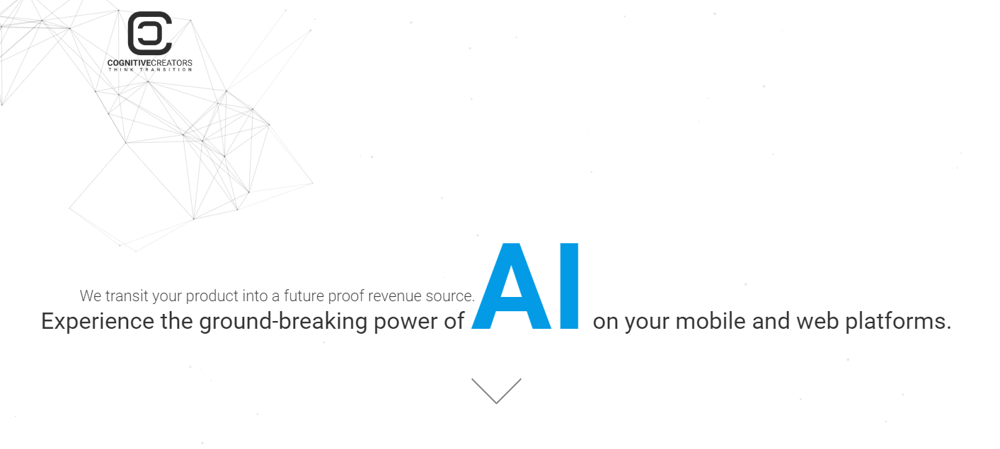 COGNITIVECREATORS
THINK TRANSITION
We transit your product into a future proof revenue source.
Experience the ground-breaking power of AI on your mobile and web platforms.